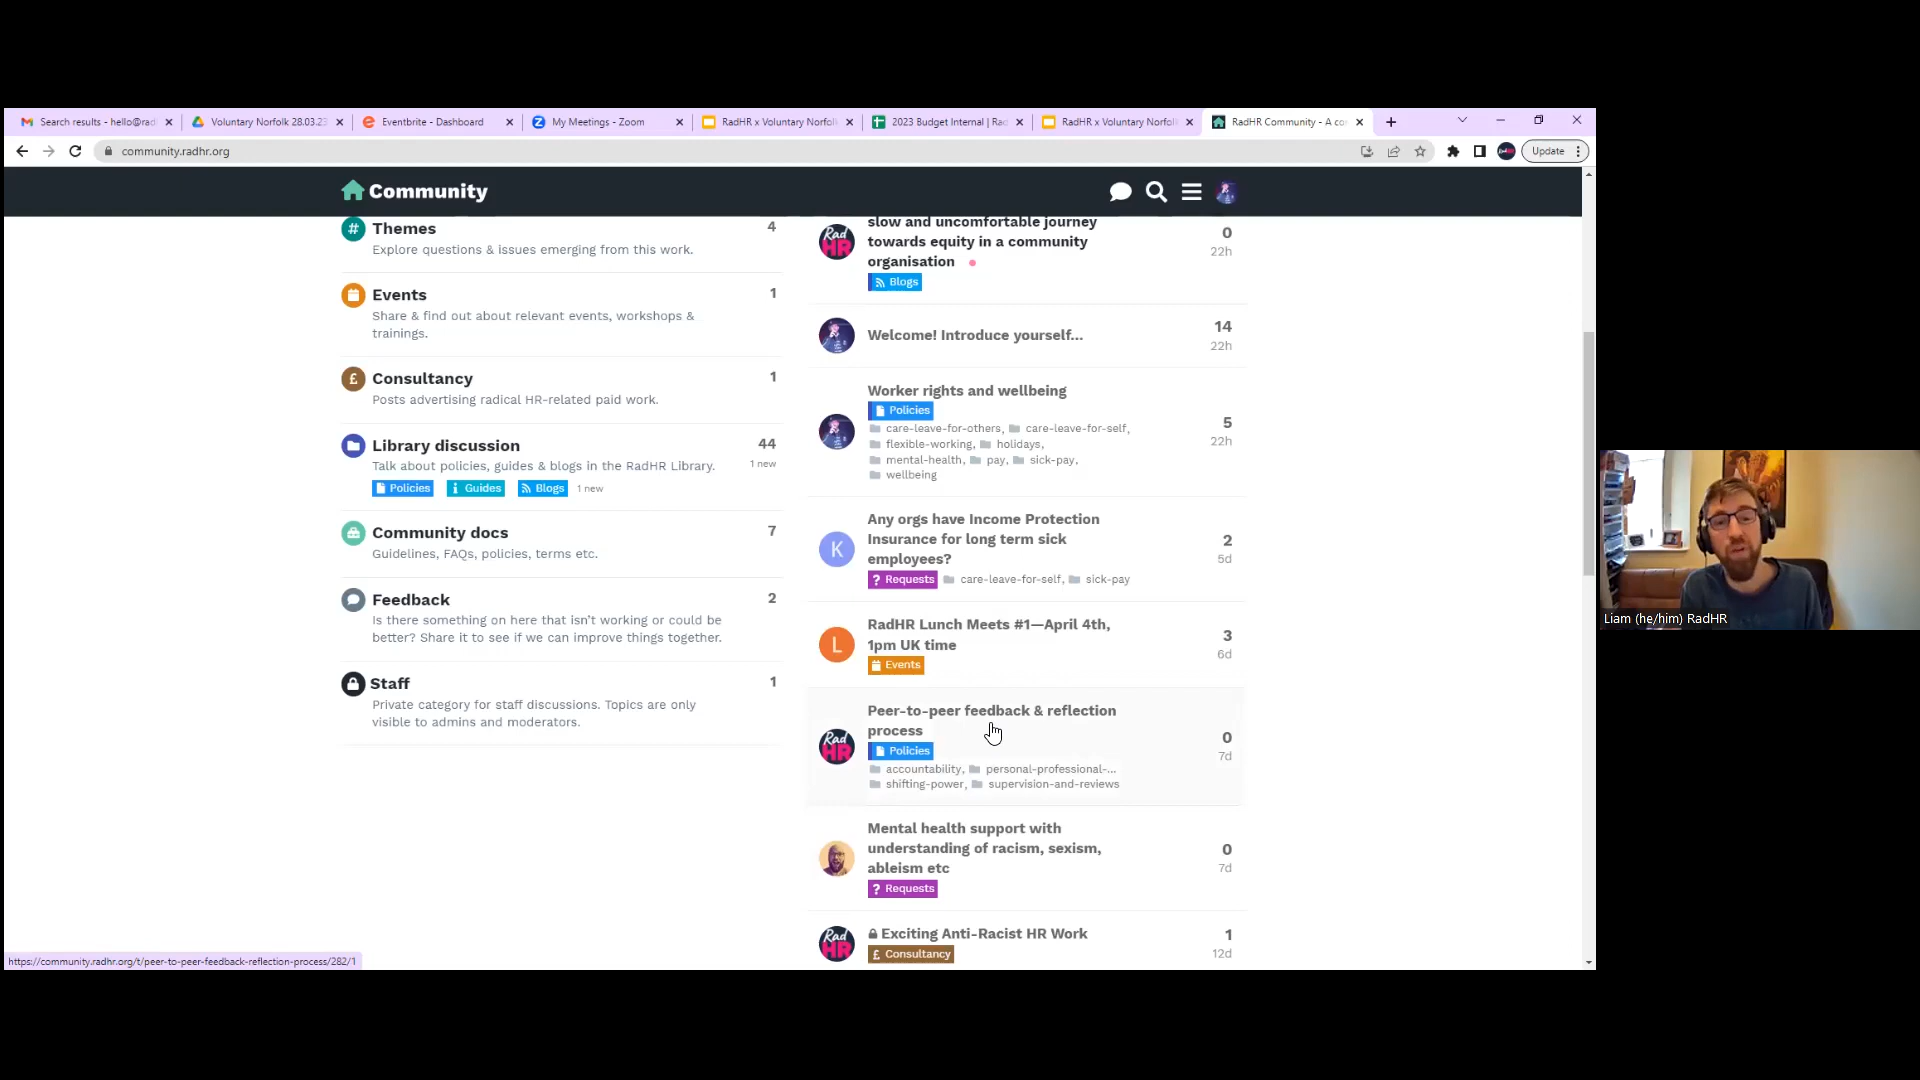 Search results - hello@rad
Voluntary Norfolk 28.03.23
Eventbrite - Dashboard
My Meetings - Zoom
RadHR x Voluntary Norfolk
2023 Budget Internal | Rad
RadHR x Voluntary Norfolk
RadHR Community - A co
community.radhr.org
Update
Community
Themes
4
Explore questions & issues emerging from this work.
Events
1
Share & find out about relevant events, workshops &
trainings.
Consultancy
1
Posts advertising radical HR-related paid work.
Library discussion
44
Talk about policies, guides & blogs in the RadHR Library.
1 new
Policies
Guides
Blogs
1 new
Community docs
7
Guidelines, FAQs, policies, terms etc.
Feedback
2
Is there something on here that isn't working or could be
better? Share it to see if we can improve things together.
Staff
1
Private category for staff discussions. Topics are only
visible to admins and moderators.
Rad
HR
slow and uncomfortable journey
towards equity in a community
organisation
0
22h
Blogs
Welcome! Introduce yourself...
14
22h
Worker rights and wellbeing
Policies
care-leave-for-others, care-leave-for-self,
flexible-working, holidays,
mental-health, pay, sick-pay,
wellbeing
5
22h
K
Any orgs have Income Protection
Insurance for long term sick
employees?
Requests care-leave-for-self, sick-pay
2
5d
L
RadHR Lunch Meets #1—April 4th,
1pm UK time
Events
3
6d
Rad
HR
Peer-to-peer feedback & reflection
process
Policies
accountability, personal-professional-...
shifting-power, supervision-and-reviews
0
7d
Mental health support with
understanding of racism, sexism,
ableism etc
Requests
0
7d
Rad
HR
Exciting Anti-Racist HR Work
£ Consultancy
1
12d
https://community.radhr.org/t/peer-to-peer-feedback-reflection-process/282/1
Liam (he/him) RadHR